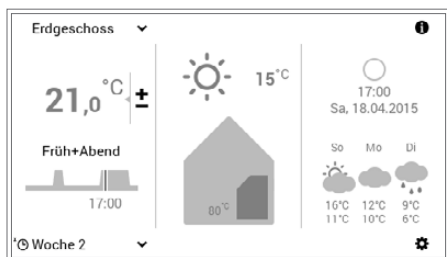 Erdgeschoss
21,0 °C ±
Früh+Abend
17:00
Woche 2
15°C
80°C
17:00
Sa, 18.04.2015
So Mo Di
16°C 12°C 9°C
11°C 10°C 6°C